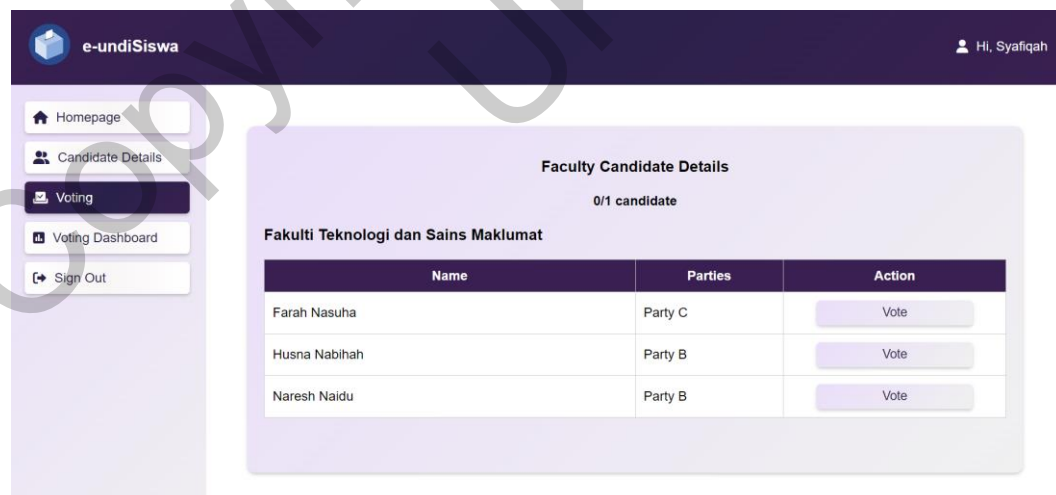 e-undiSiswa
Hi, Syafiqah
Homepage
Candidate Details
Voting
Voting Dashboard
Sign Out
Faculty Candidate Details
0/1 candidate
Fakulti Teknologi dan Sains Maklumat
Name Parties Action
Farah Nasuha Party C Vote
Husna Nabihah Party B Vote
Naresh Naidu Party B Vote